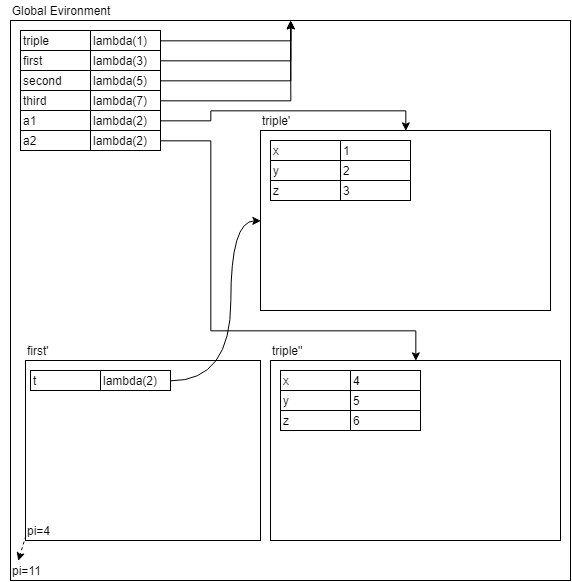 Global Evironment
triple lambda(1)
first lambda(3)
second lambda(5)
third lambda(7)
a1 lambda(2)
a2 lambda(2)
triple'
x 1
y 2
z 3
first'
t lambda(2)
pi=4
triple''
x 4
y 5
z 6
pi=11